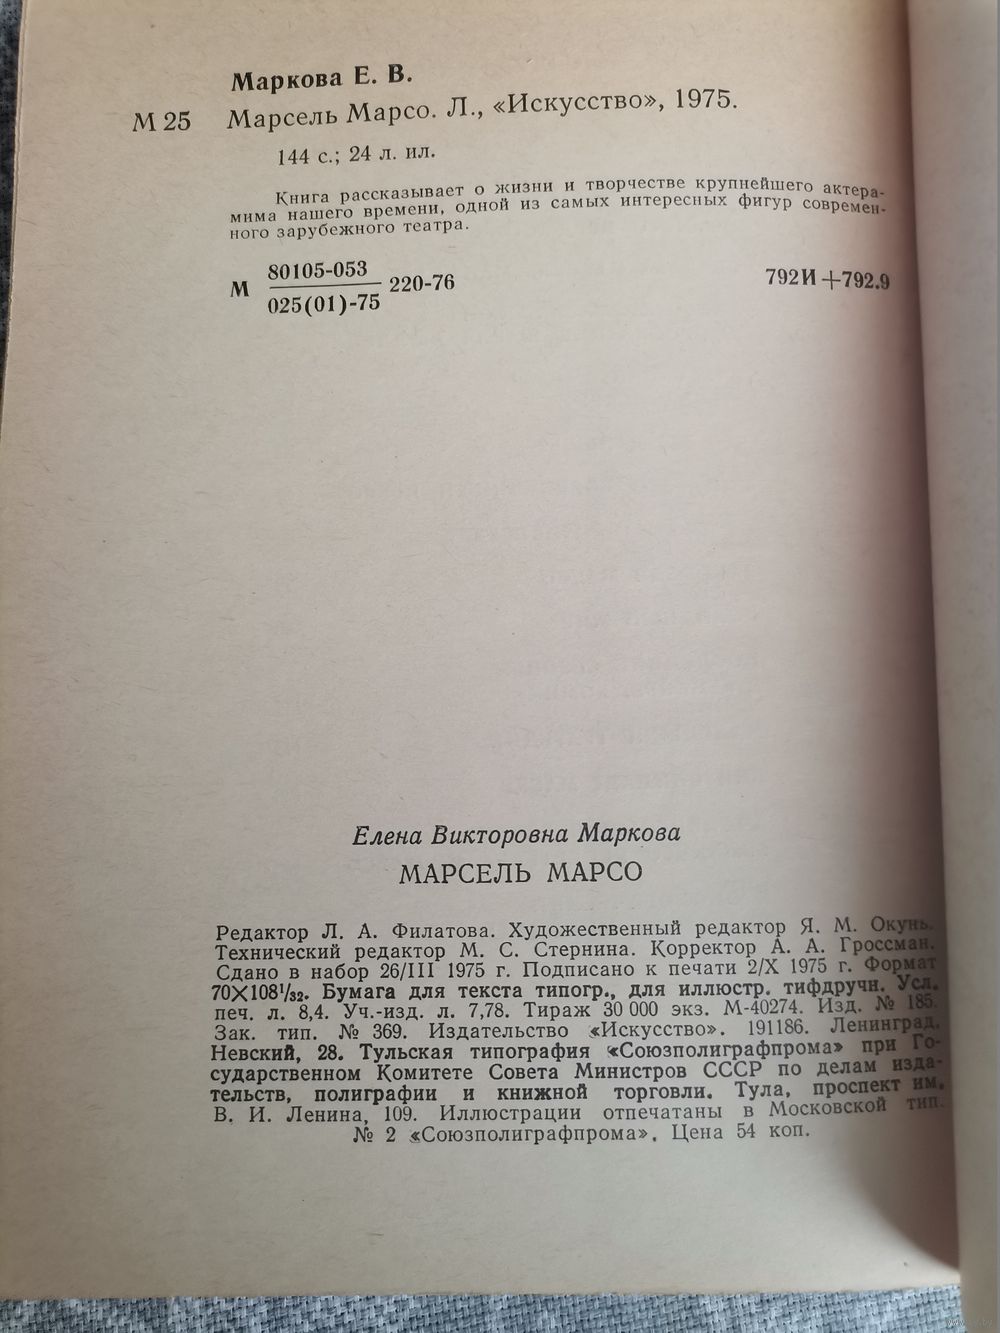 Маркова Е. В.
М 25 Марсель Марсо. Л., «Искусство», 1975.
144 с.; 24 л. ил.
Книга рассказывает о жизни и творчестве крупнейшего актера-
мима нашего времени, одной из самых интересных фигур современ-
ного зарубежного театра.
80105-053
М 220-76 792И+792.9
025(01)-75
Елена Викторовна Маркова
МАРСЕЛЬ МАРСО
Редактор Л. А. Филатова. Художественный редактор Я. М. Окунь.
Технический редактор М. С. Стернина. Корректор А. А. Гроссман.
Сдано в набор 26/III 1975 г. Подписано к печати 2/X 1975 г. Формат
70×108¹/₃₂. Бумага для текста типогр., для иллюстр. тифдручн. Усл.
печ. л. 8,4. Уч.-изд. л. 7,78. Тираж 30 000 экз. М-40274. Изд. № 185.
Зак. тип. № 369. Издательство «Искусство». 191186. Ленинград,
Невский, 28. Тульская типография «Союзполиграфпрома» при Го-
сударственном Комитете Совета Министров СССР по делам изда-
тельств, полиграфии и книжной торговли. Тула, проспект им.
В. И. Ленина, 109. Иллюстрации отпечатаны в Московской тип.
№ 2 «Союзполиграфпрома». Цена 54 коп.